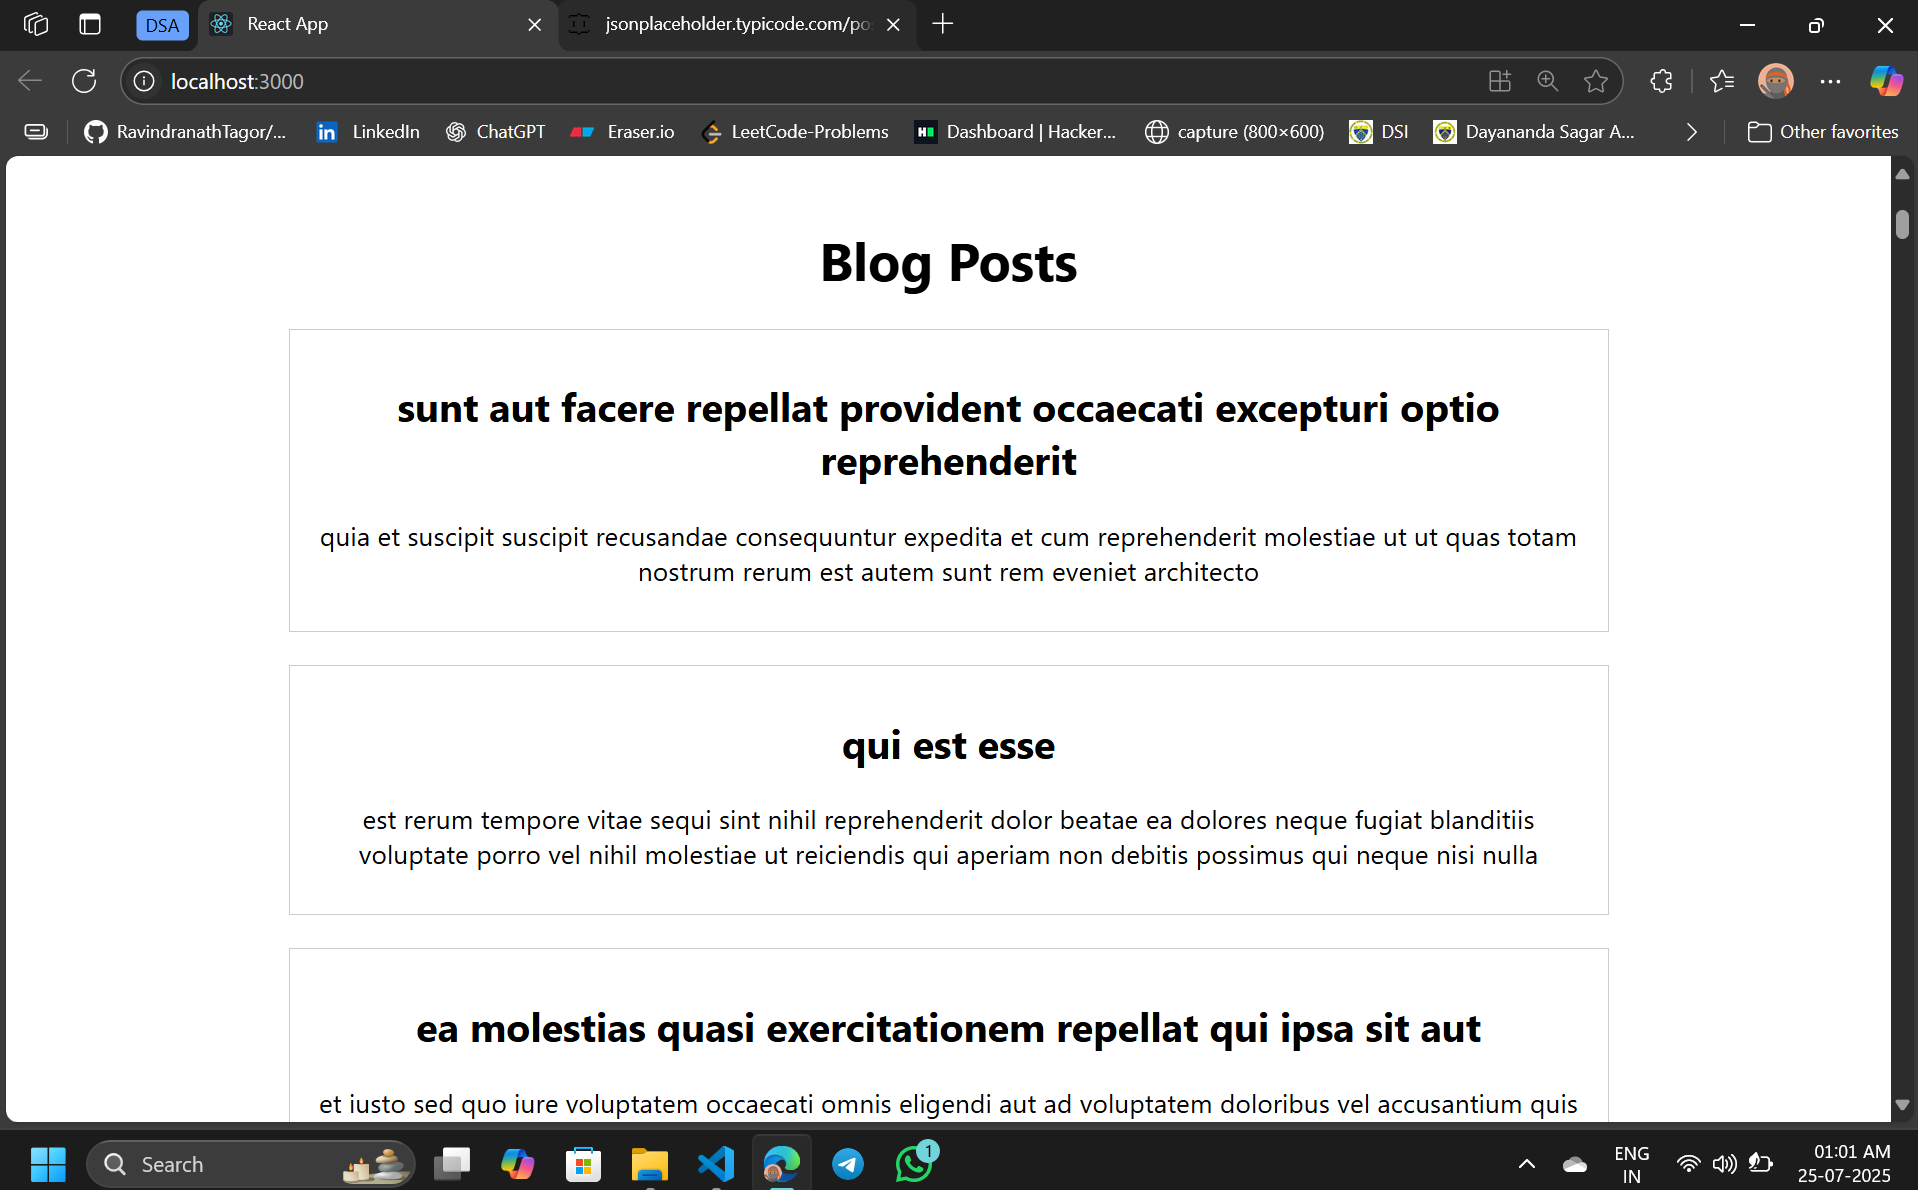 DSA
React App
jsonplaceholder.typicode.com/po
localhost:3000
RavindranathTagor/...
LinkedIn
ChatGPT
Eraser.io
LeetCode-Problems
Dashboard | Hacker...
capture (800×600)
DSI
Dayananda Sagar A...
Other favorites
Blog Posts
sunt aut facere repellat provident occaecati excepturi optio
reprehenderit
quia et suscipit suscipit recusandae consequuntur expedita et cum reprehenderit molestiae ut ut quas totam
nostrum rerum est autem sunt rem eveniet architecto
qui est esse
est rerum tempore vitae sequi sint nihil reprehenderit dolor beatae ea dolores neque fugiat blanditiis
voluptate porro vel nihil molestiae ut reiciendis qui aperiam non debitis possimus qui neque nisi nulla
ea molestias quasi exercitationem repellat qui ipsa sit aut
et iusto sed quo iure voluptatem occaecati omnis eligendi aut ad voluptatem doloribus vel accusantium quis
Search
1
ENG
IN
01:01 AM
25-07-2025